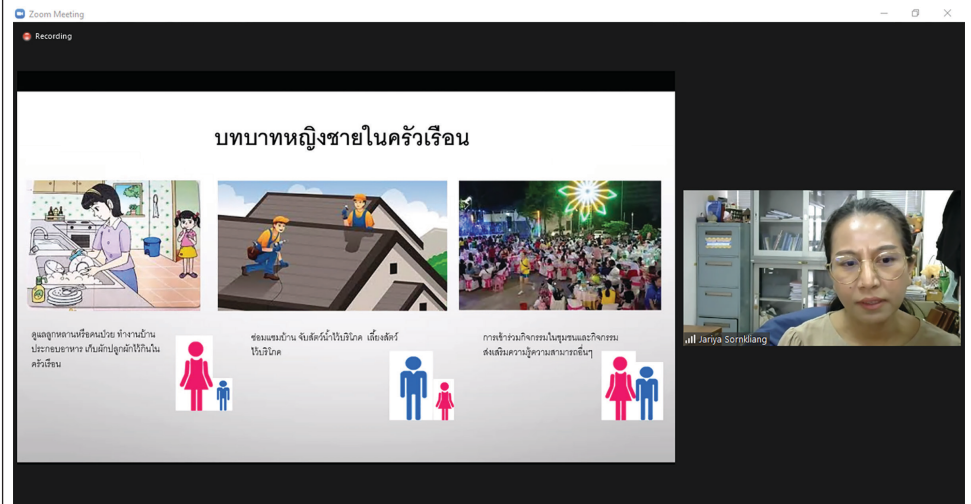 Zoom Meeting
Recording
บทบาทหญิงชายในครัวเรือน
ดูแลลูกหลานหรือคนป่วย ทำงานบ้าน
ประกอบอาหาร เก็บผักปลูกผักไว้กินใน
ครัวเรือน
ซ่อมแซมบ้าน จับสัตว์น้ำไว้บริโภค เลี้ยงสัตว์
ไว้บริโภค
การเข้าร่วมกิจกรรมในชุมชนและกิจกรรม
ส่งเสริมความรู้ความสามารถอื่นๆ
Jariya Sornkliang